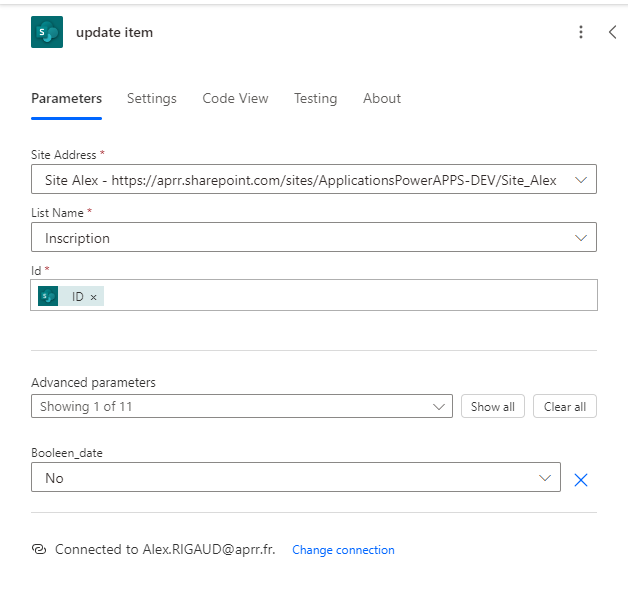 update item
Parameters Settings Code View Testing About
Site Address *
Site Alex - https://aprr.sharepoint.com/sites/ApplicationsPowerAPPS-DEV/Site_Alex
List Name *
Inscription
Id *
S ID ×
Advanced parameters
Showing 1 of 11 Show all Clear all
Booleen_date
No
Connected to Alex.RIGAUD@aprr.fr. Change connection